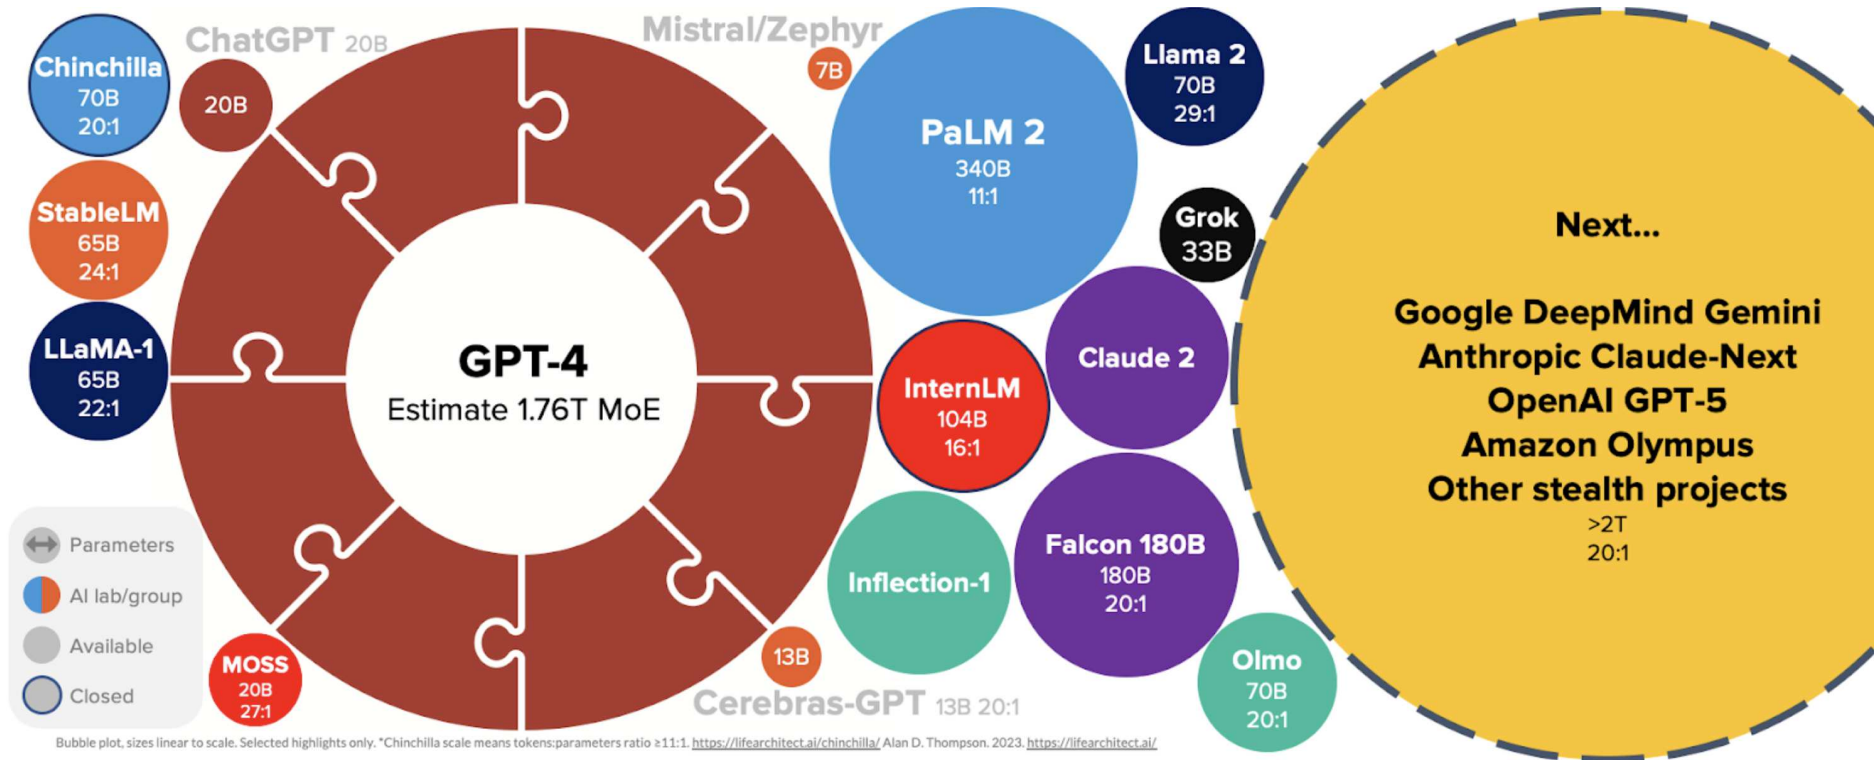 Chinchilla
70B
20:1
ChatGPT 20B
20B
StableLM
65B
24:1
LLaMA-1
65B
22:1
GPT-4
Estimate 1.76T MoE
Mistral/Zephyr
7B
PaLM 2
340B
11:1
Llama 2
70B
29:1
Grok
33B
Claude 2
InternLM
104B
16:1
Inflection-1
Falcon 180B
180B
20:1
Olmo
70B
20:1
MOSS
20B
27:1
13B
Cerebras-GPT 13B 20:1
Next...
Google DeepMind Gemini
Anthropic Claude-Next
OpenAI GPT-5
Amazon Olympus
Other stealth projects
>2T
20:1
Parameters
AI lab/group
Available
Closed
Bubble plot, sizes linear to scale. Selected highlights only. *Chinchilla scale means tokens:parameters ratio ≥11:1. https://lifearchitect.ai/chinchilla/ Alan D. Thompson. 2023. https://lifearchitect.ai/